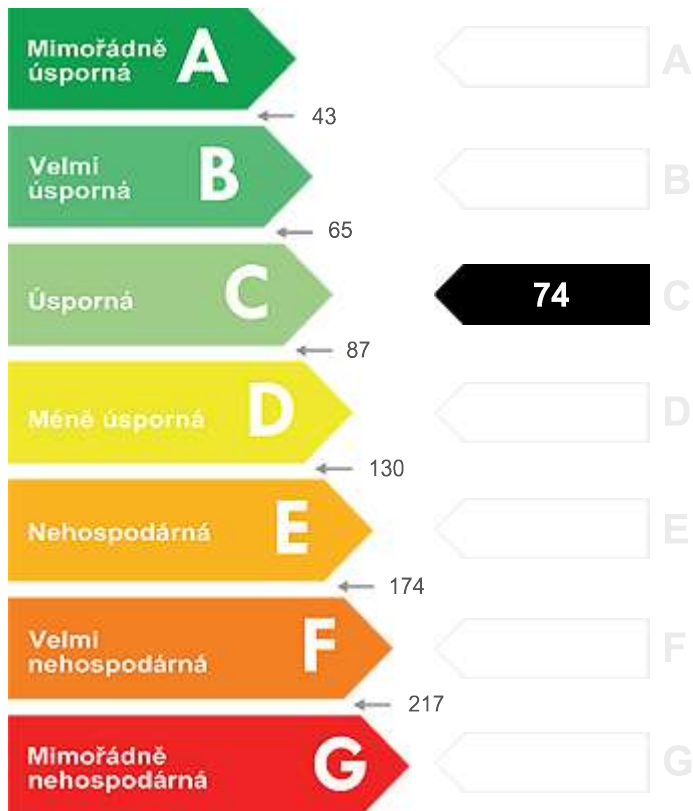 Mimořádně
úsporná
A
A
43
Velmi
úsporná
B
B
65
Úsporná
C
74
C
87
Méně úsporná
D
D
130
Nehospodárná
E
E
174
Velmi
nehospodárná
F
F
217
Mimořádně
nehospodárná
G
G